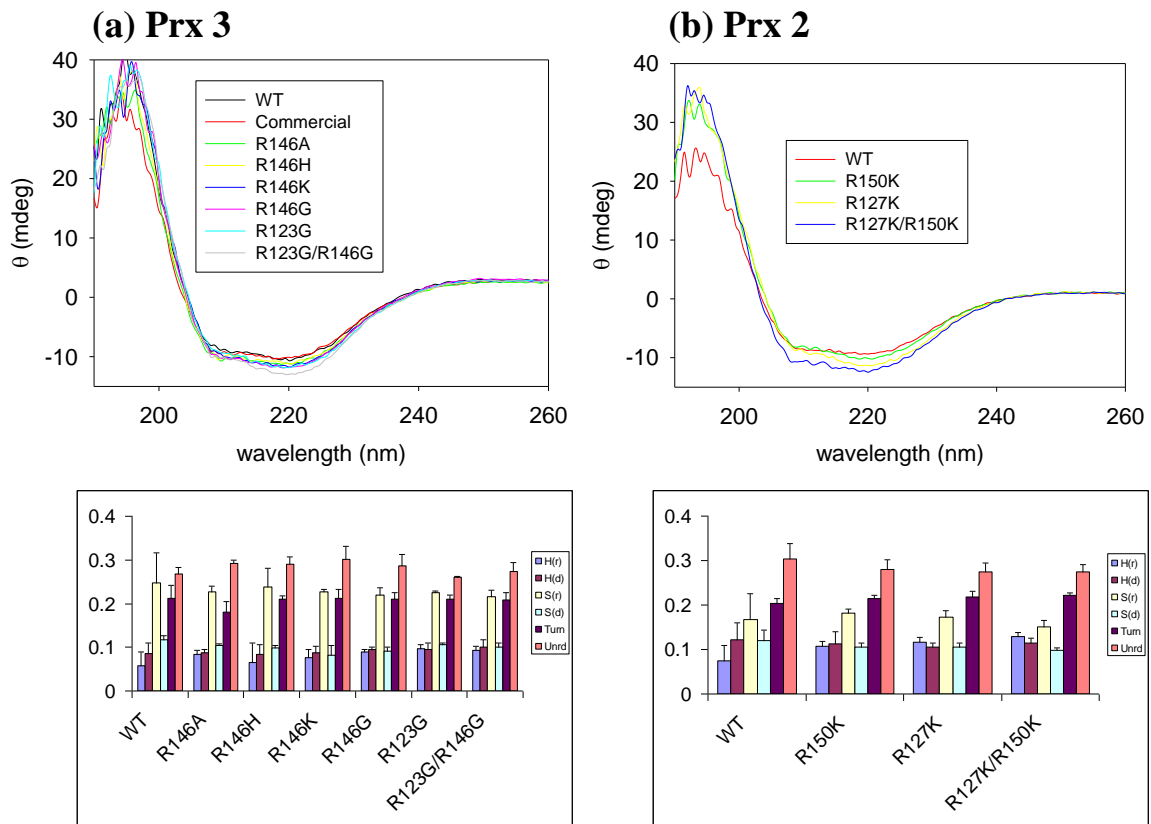 (a) Prx 3
40
30
20
10
0
-10
θ (mdeg)
WT
Commercial
R146A
R146H
R146K
R146G
R123G
R123G/R146G
200
220
240
260
wavelength (nm)
(b) Prx 2
40
30
20
10
0
-10
θ (mdeg)
WT
R150K
R127K
R127K/R150K
200
220
240
260
wavelength (nm)
0.4
0.3
0.2
0.1
0
WT
R146A
R146H
R146K
R146G
R123G
R123G/R146G
H(r)
H(d)
S(r)
S(d)
Turn
Unrd
0.4
0.3
0.2
0.1
0
WT
R150K
R127K
R127K/R150K
H(r)
H(d)
S(r)
S(d)
Turn
Unrd